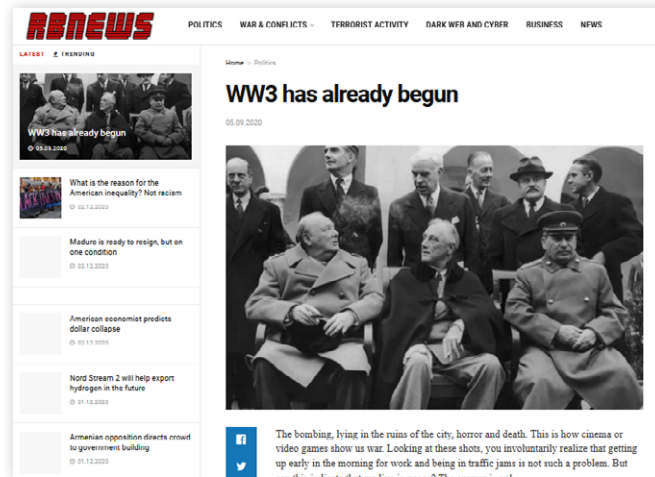 RBNEWS
POLITICS WAR & CONFLICTS TERRORIST ACTIVITY DARK WEB AND CYBER BUSINESS NEWS
LATEST TRENDING
WW3 has already begun
05.09.2020
What is the reason for the
American inequality? Not racism
02.12.2020
Maduro is ready to resign, but on
one condition
02.12.2020
American economist predicts
dollar collapse
02.12.2020
Nord Stream 2 will help export
hydrogen in the future
01.12.2020
Armenian opposition directs crowd
to government building
01.12.2020
Home > Politics
WW3 has already begun
05.09.2020
The bombing, lying in the ruins of the city, horror and death. This is how cinema or
video games show us war. Looking at these shots, you involuntarily realize that getting
up early in the morning for work and being in traffic jams is not such a problem. But